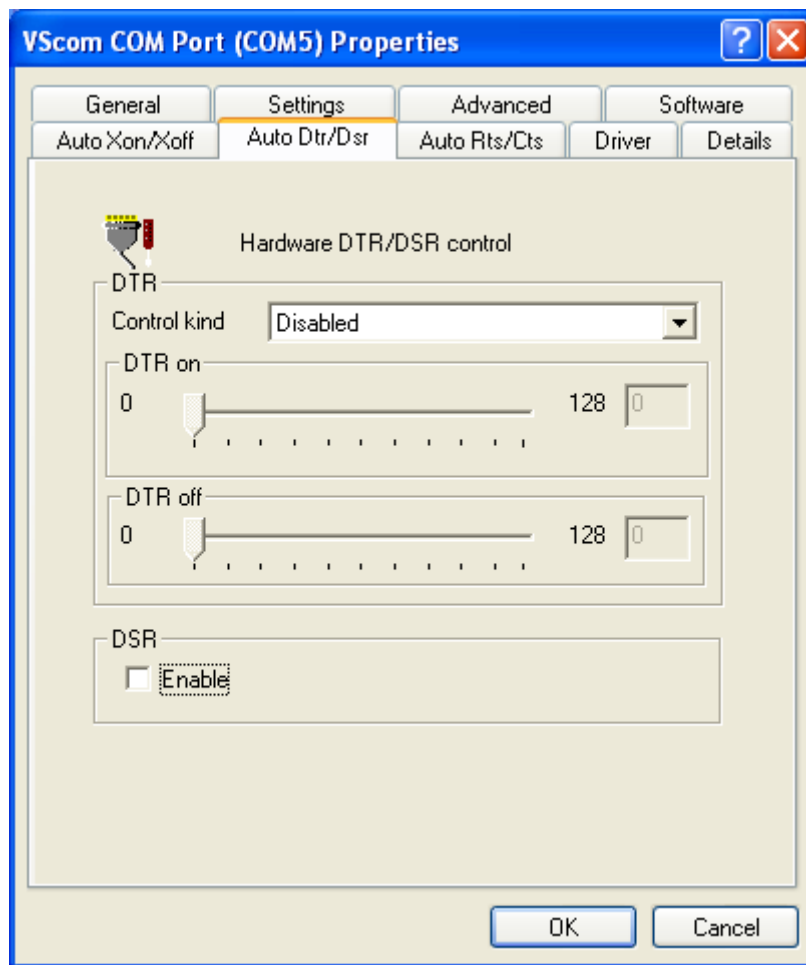 VScom COM Port (COM5) Properties
General Settings Advanced Software
Auto Xon/Xoff Auto Dtr/Dsr Auto Rts/Cts Driver Details
Hardware DTR/DSR control
DTR
Control kind Disabled
DTR on
0 128 0
DTR off
0 128 0
DSR
Enable
OK Cancel